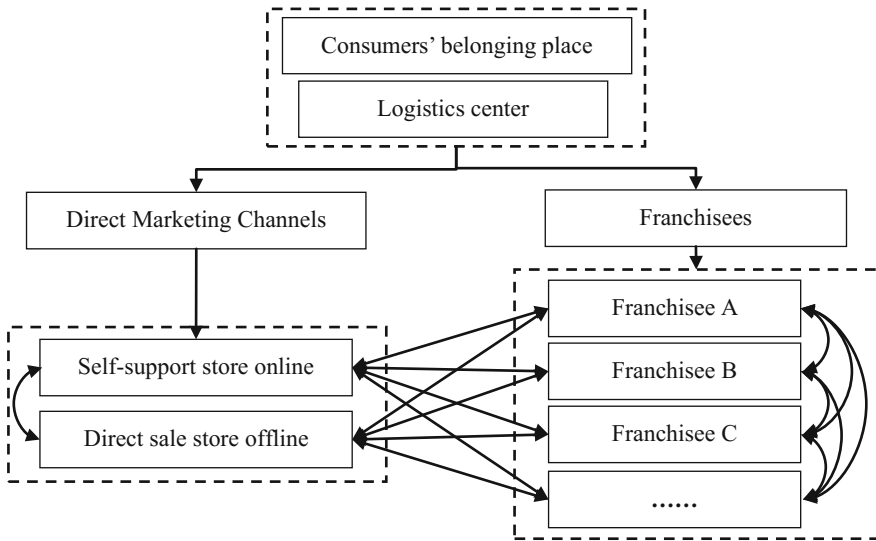 Consumers’ belonging place
Logistics center
Direct Marketing Channels
Franchisees
Franchisee A
Self-support store online
Franchisee B
Direct sale store offline
Franchisee C
......